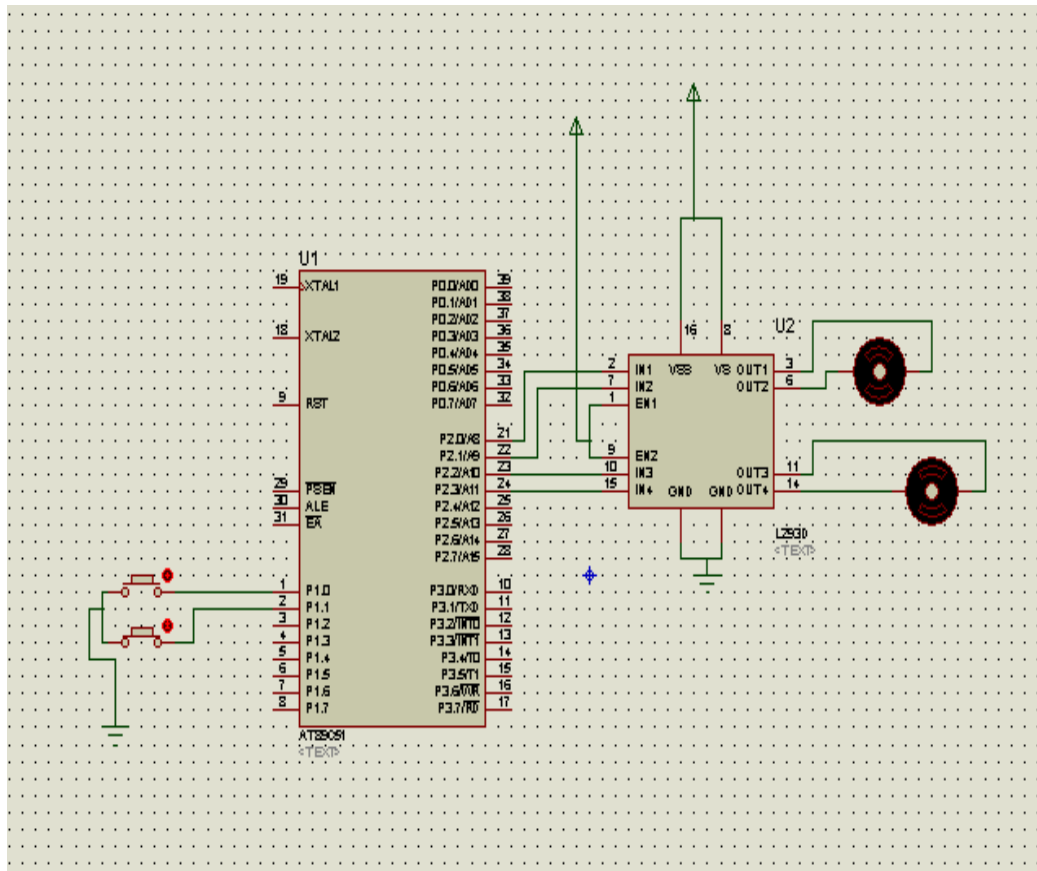 U1
19 XTAL1 P0.0/AD0 39
P0.1/AD1 38
P0.2/AD2 37
18 XTAL2 P0.3/AD3 36
P0.4/AD4 35
P0.5/AD5 34
P0.6/AD6 33
9 RST P0.7/AD7 32
P2.0/A8 21
P2.1/A9 22
P2.2/A10 23
29 PSEN P2.3/A11 24
30 ALE P2.4/A12 25
31 EA P2.5/A13 26
P2.6/A14 27
P2.7/A15 28
1 P1.0 P3.0/RXD 10
2 P1.1 P3.1/TXD 11
3 P1.2 P3.2/INT0 12
4 P1.3 P3.3/INT1 13
5 P1.4 P3.4/T0 14
6 P1.5 P3.5/T1 15
7 P1.6 P3.6/WR 16
8 P1.7 P3.7/RD 17
AT89C51
<TEXT>
16 8 U2
2 IN1 VSS VS OUT1 3
7 IN2 OUT2 6
1 EN1
9 EN2
10 IN3 OUT3 11
15 IN4 GND GND OUT4 14
L293D
<TEXT>